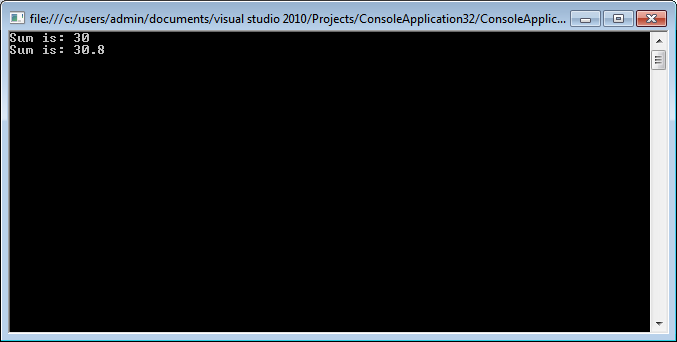 file:///c:/users/admin/documents/visual studio 2010/Projects/ConsoleApplication32/ConsoleApplic...
Sum is: 30
Sum is: 30.8